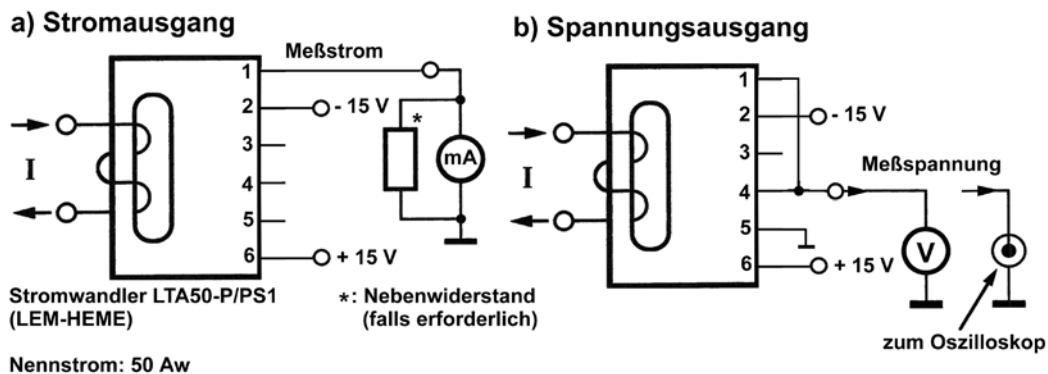 a) Stromausgang
Meßstrom
1
2
- 15 V
3
4
5
6
+ 15 V
I
*
mA
Stromwandler LTA50-P/PS1
(LEM-HEME)
*: Nebenwiderstand
(falls erforderlich)
Nennstrom: 50 Aw
b) Spannungsausgang
1
2
- 15 V
3
4
5
6
+ 15 V
I
Meßspannung
V
zum Oszilloskop